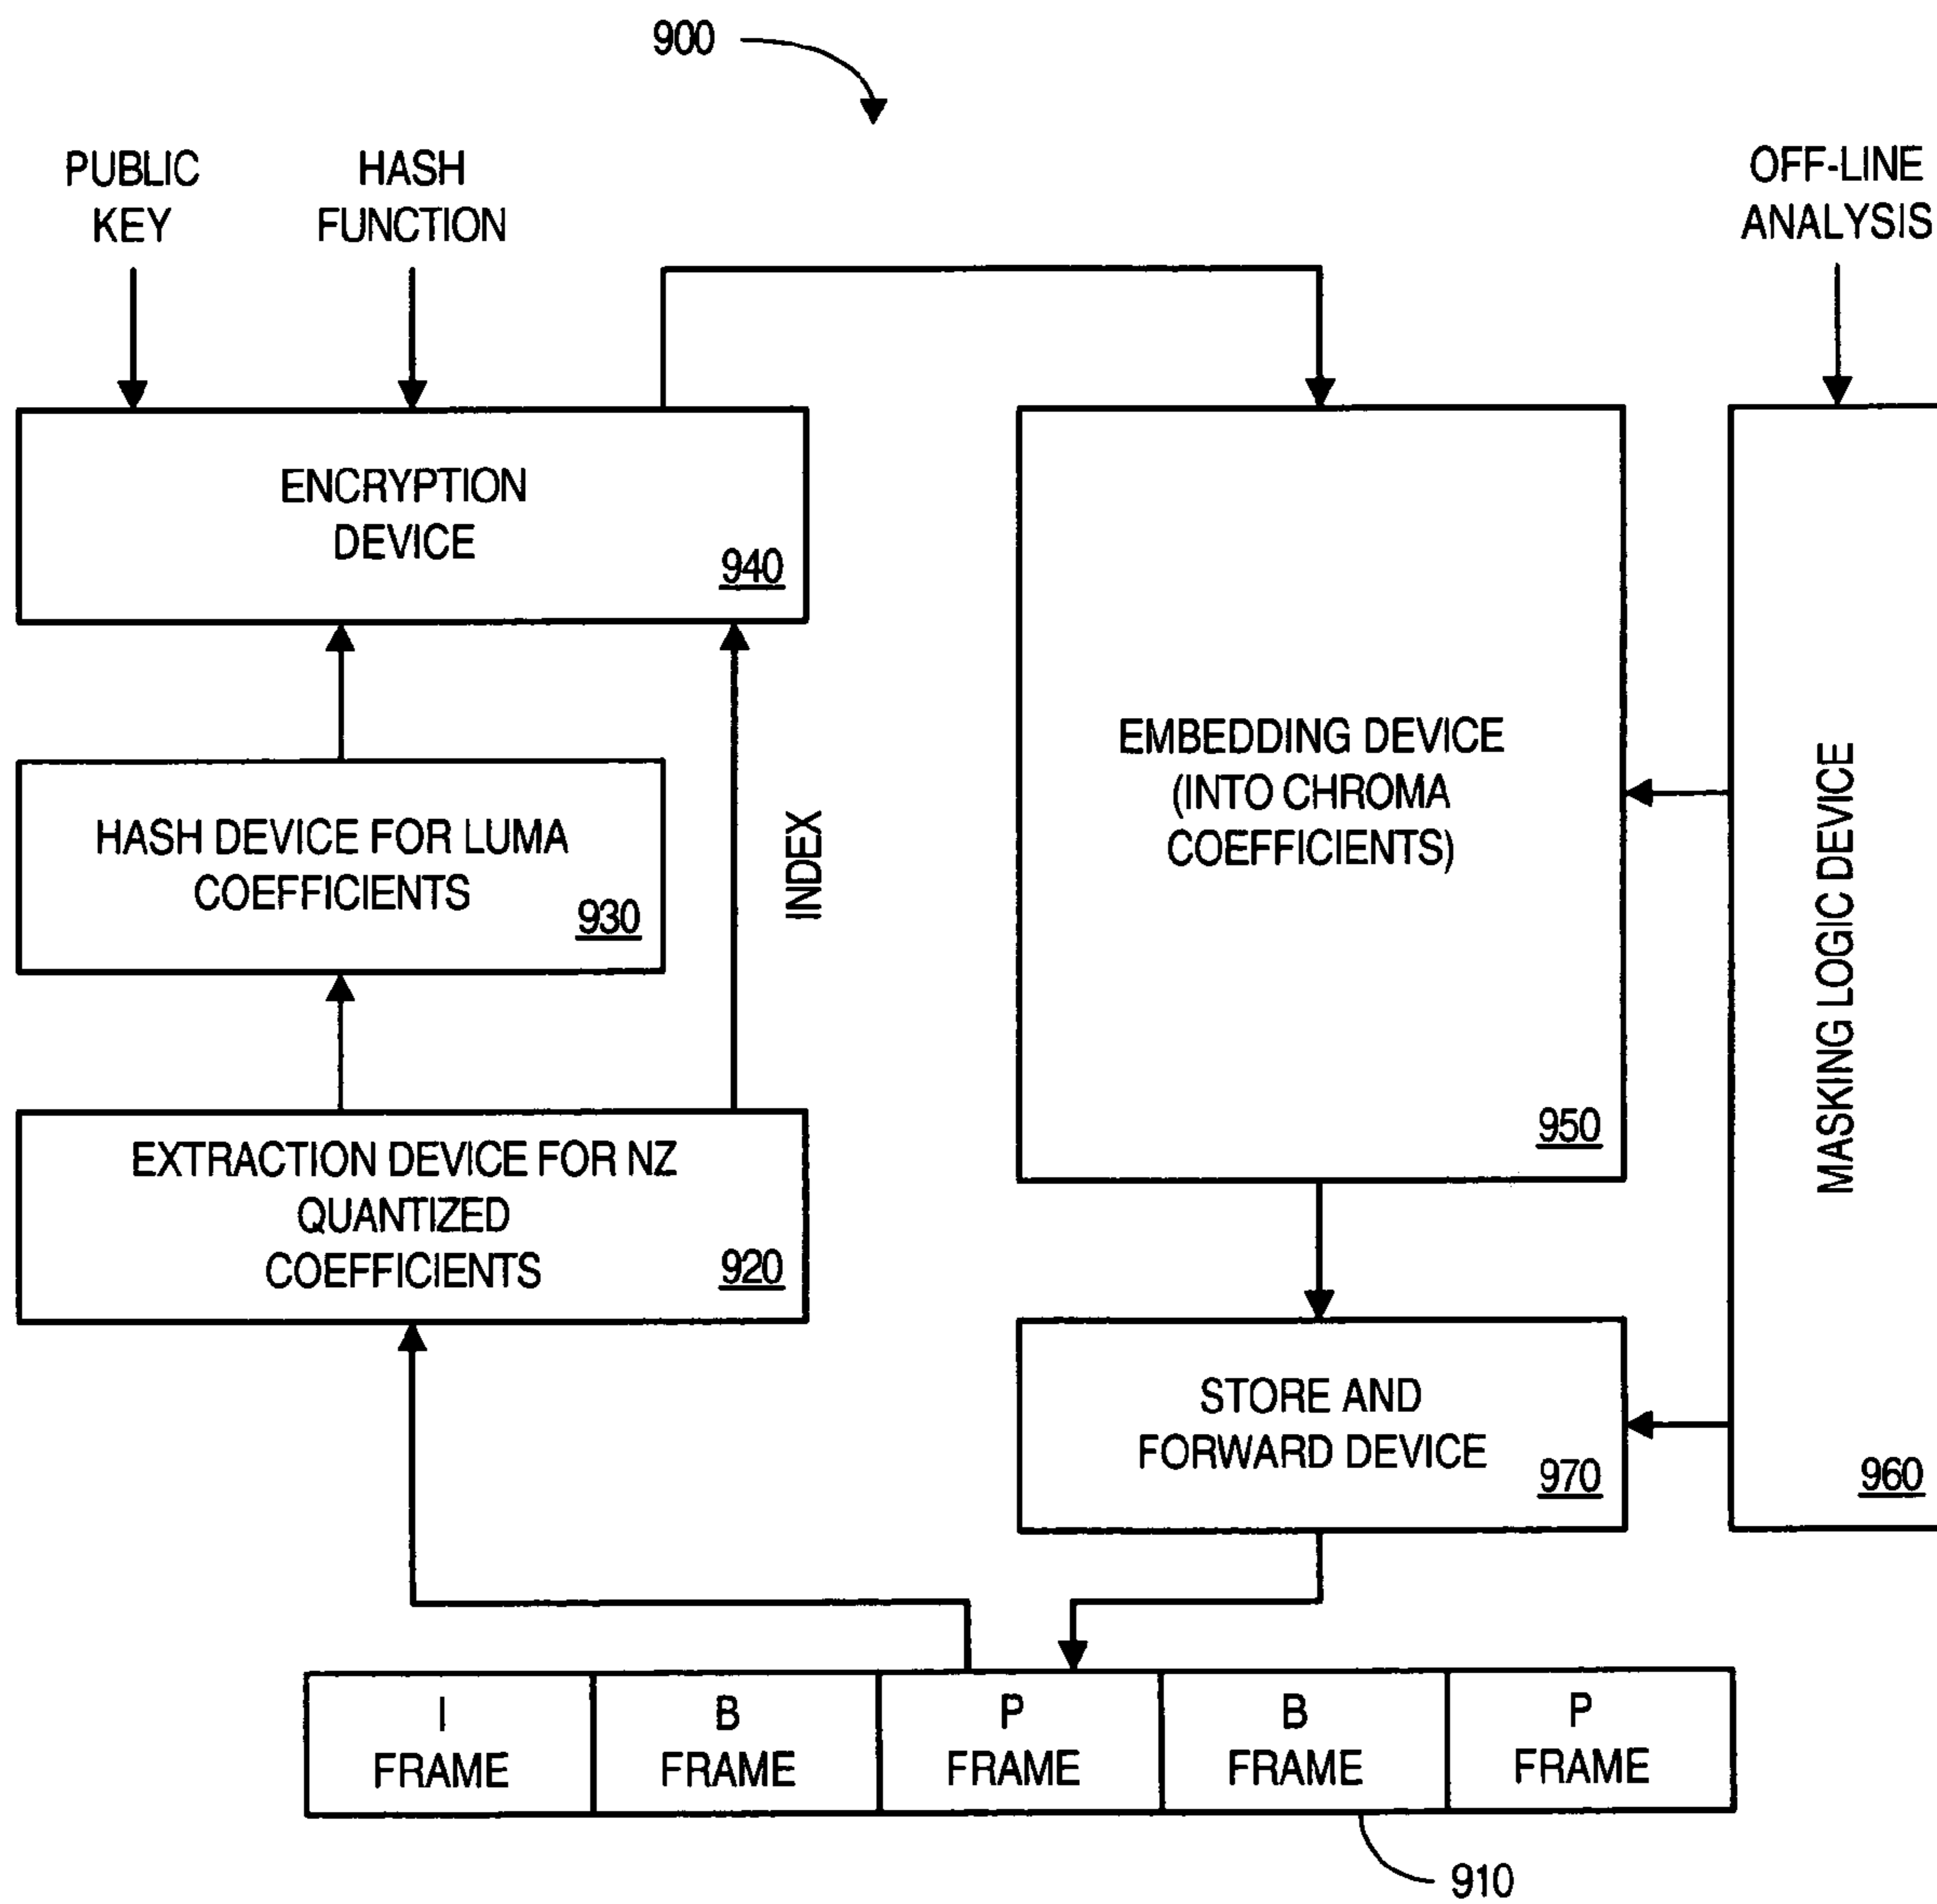 900
PUBLIC
KEY
HASH
FUNCTION
OFF-LINE
ANALYSIS
ENCRYPTION
DEVICE
940
HASH DEVICE FOR LUMA
COEFFICIENTS
930
INDEX
EXTRACTION DEVICE FOR NZ
QUANTIZED
COEFFICIENTS
920
EMBEDDING DEVICE
(INTO CHROMA
COEFFICIENTS)
950
MASKING LOGIC DEVICE
960
STORE AND
FORWARD DEVICE
970
I
FRAME
B
FRAME
P
FRAME
B
FRAME
P
FRAME
910